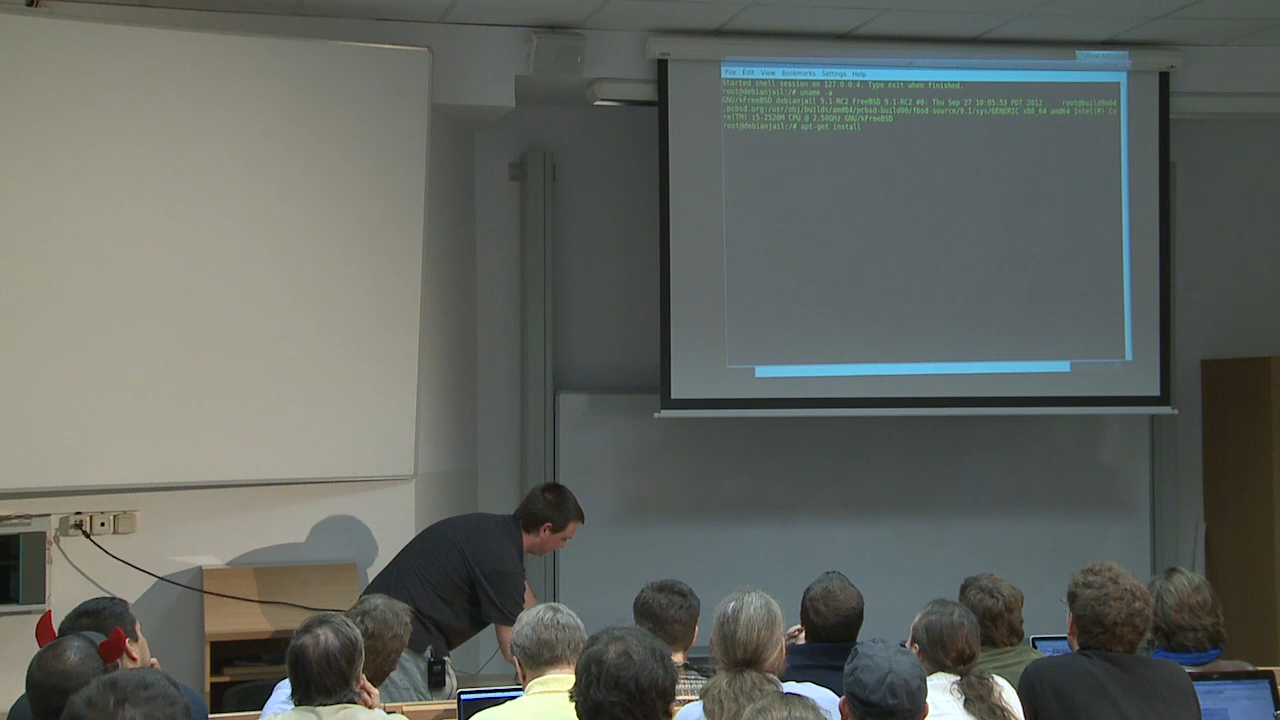 File Edit View Bookmarks Settings Help
Started shell session on 127.0.0.4. Type exit when finished.
root@debianjail:/# uname -a
GNU/kFreeBSD debianjail 9.1-RC2 FreeBSD 9.1-RC2 #0: Thu Sep 27 10:05:53 PDT 2012 root@build9x64
.pcbsd.org:/usr/obj/builds/amd64/pcbsd-build90/fbsd-source/9.1/sys/GENERIC x86_64 amd64 Intel(R) Co
re(TM) i5-2520M CPU @ 2.50GHz GNU/kFreeBSD
root@debianjail:/# apt-get install